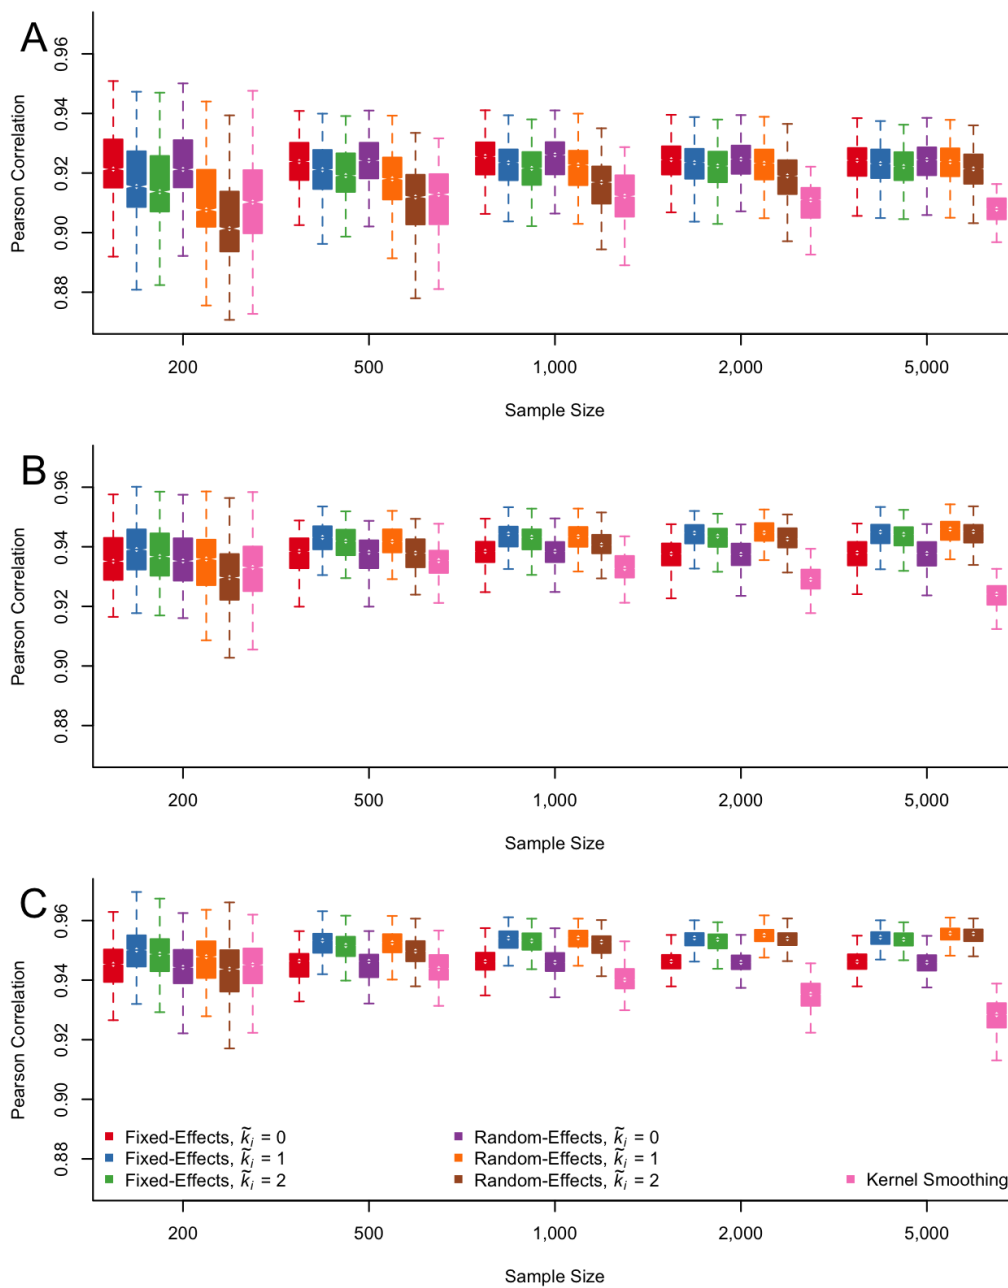 A
Pearson Correlation
0.96
0.94
0.92
0.90
0.88
200 500 1,000 2,000 5,000
Sample Size
B
Pearson Correlation
0.96
0.94
0.92
0.90
0.88
200 500 1,000 2,000 5,000
Sample Size
C
Pearson Correlation
0.96
0.94
0.92
0.90
0.88
Fixed-Effects, k̃ᵢ = 0
Fixed-Effects, k̃ᵢ = 1
Fixed-Effects, k̃ᵢ = 2
Random-Effects, k̃ᵢ = 0
Random-Effects, k̃ᵢ = 1
Random-Effects, k̃ᵢ = 2
Kernel Smoothing
200 500 1,000 2,000 5,000
Sample Size